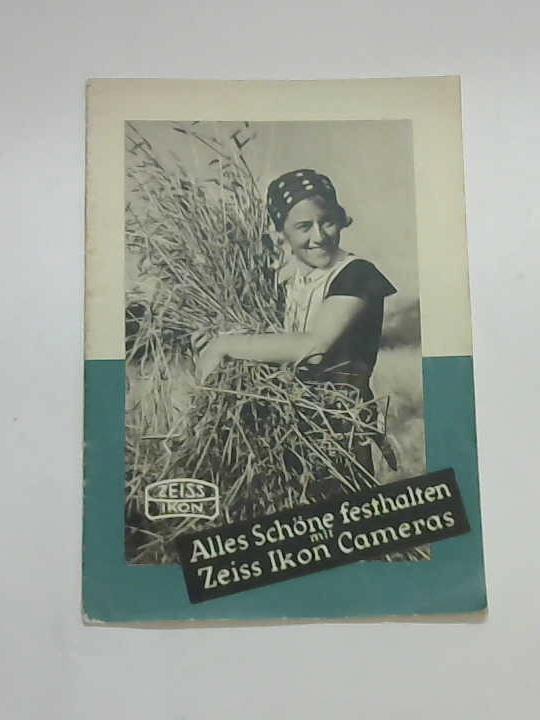 ZEISS
IKON
Alles Schöne festhalten
mit
Zeiss Ikon Cameras